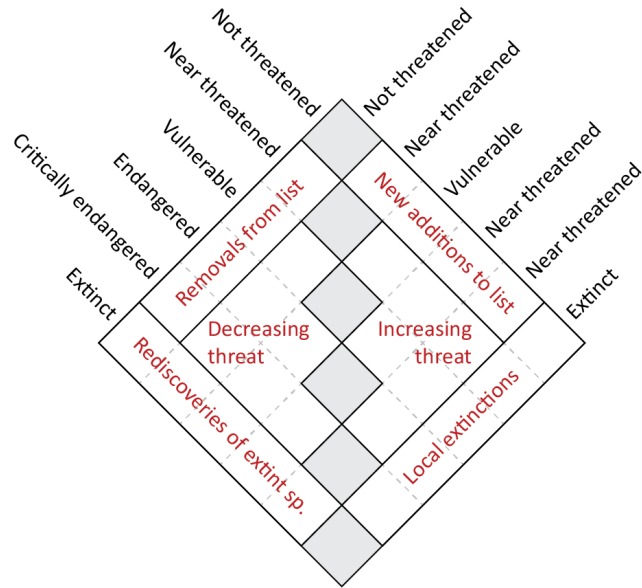 Not threatened
Near threatened
Vulnerable
Endangered
Critically endangered
Extinct
Not threatened
Near threatened
Vulnerable
Near threatened
Near threatened
Extinct
Removals from list
New additions to list
Decreasing
threat
Increasing
threat
Rediscoveries of extint sp.
Local extinctions